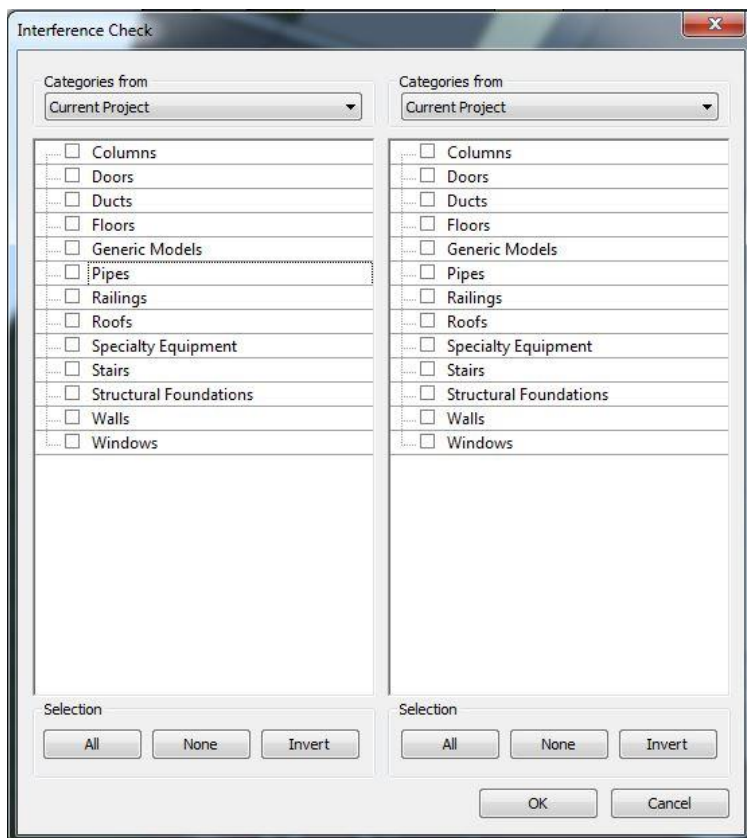 Interference Check
Categories from
Current Project
Columns
Doors
Ducts
Floors
Generic Models
Pipes
Railings
Roofs
Specialty Equipment
Stairs
Structural Foundations
Walls
Windows
Selection
All None Invert
Categories from
Current Project
Columns
Doors
Ducts
Floors
Generic Models
Pipes
Railings
Roofs
Specialty Equipment
Stairs
Structural Foundations
Walls
Windows
Selection
All None Invert
OK Cancel